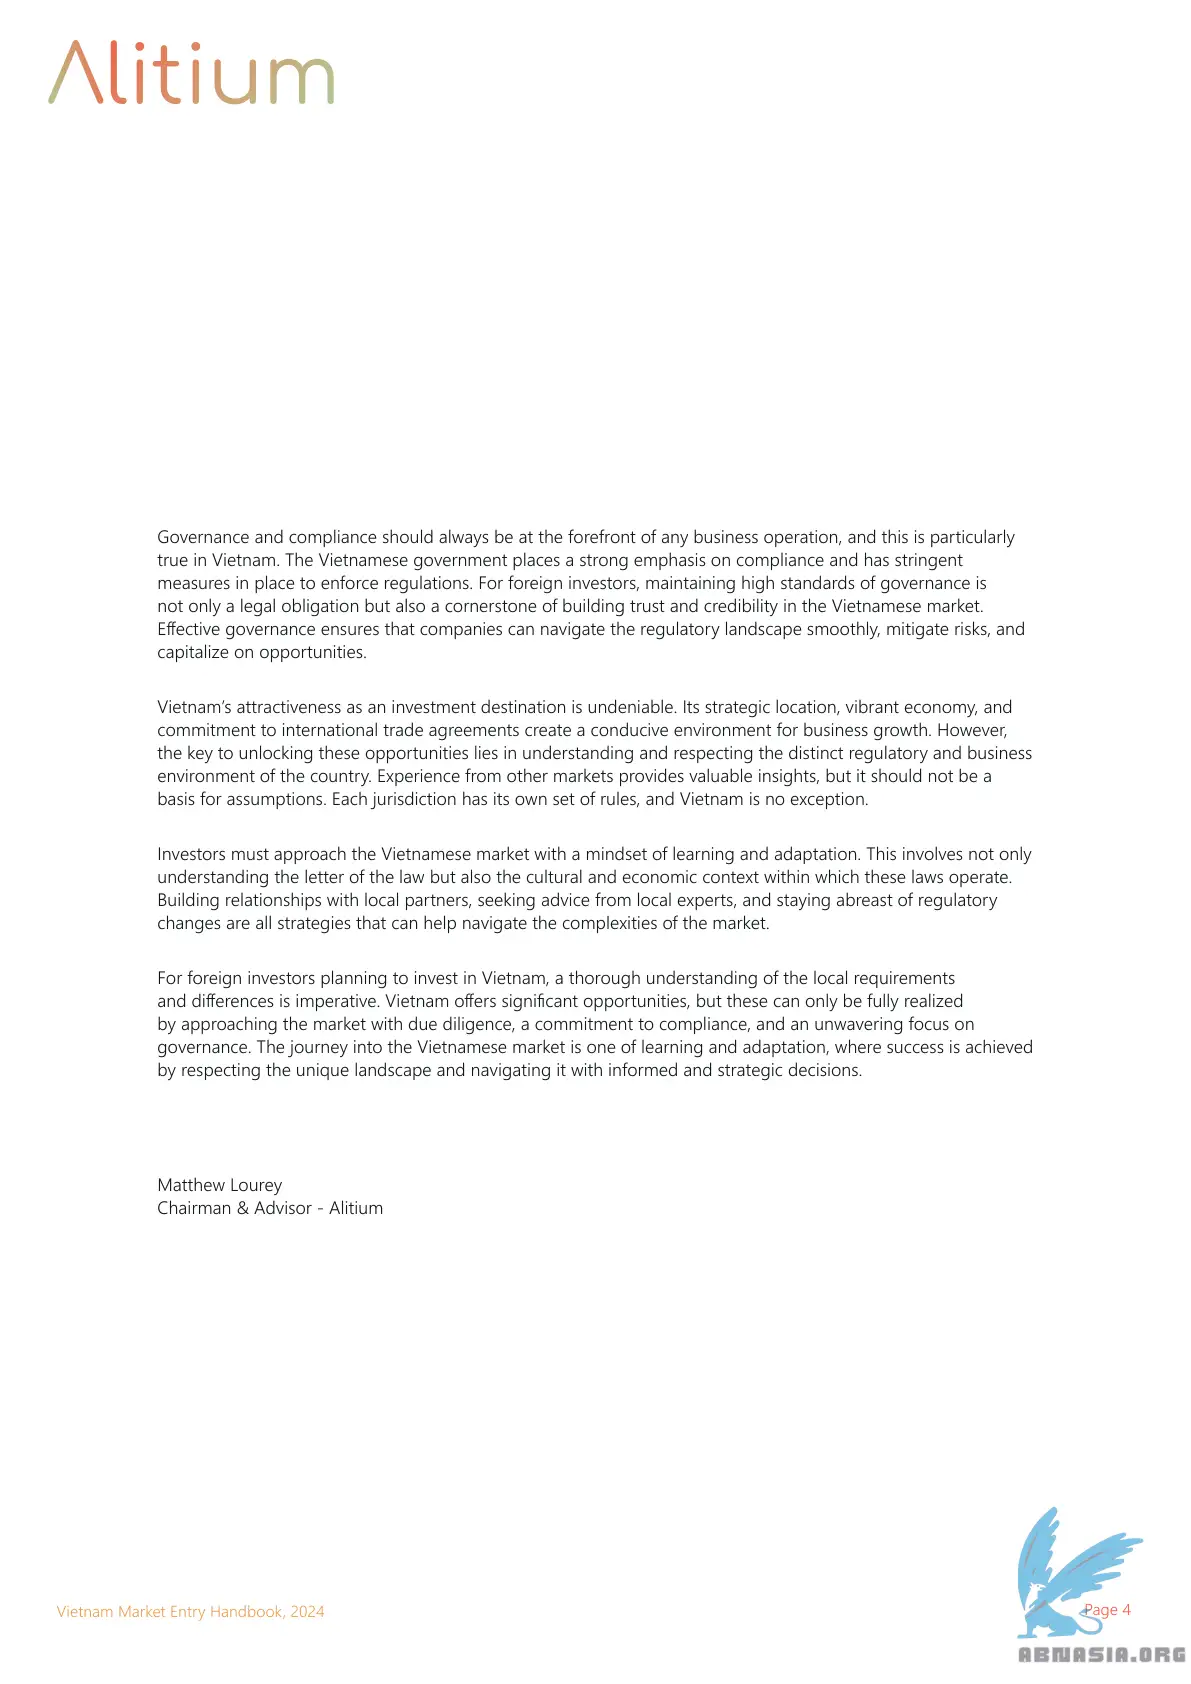 Alitium
Governance and compliance should always be at the forefront of any business operation, and this is particularly
true in Vietnam. The Vietnamese government places a strong emphasis on compliance and has stringent
measures in place to enforce regulations. For foreign investors, maintaining high standards of governance is
not only a legal obligation but also a cornerstone of building trust and credibility in the Vietnamese market.
Effective governance ensures that companies can navigate the regulatory landscape smoothly, mitigate risks, and
capitalize on opportunities.
Vietnam’s attractiveness as an investment destination is undeniable. Its strategic location, vibrant economy, and
commitment to international trade agreements create a conducive environment for business growth. However,
the key to unlocking these opportunities lies in understanding and respecting the distinct regulatory and business
environment of the country. Experience from other markets provides valuable insights, but it should not be a
basis for assumptions. Each jurisdiction has its own set of rules, and Vietnam is no exception.
Investors must approach the Vietnamese market with a mindset of learning and adaptation. This involves not only
understanding the letter of the law but also the cultural and economic context within which these laws operate.
Building relationships with local partners, seeking advice from local experts, and staying abreast of regulatory
changes are all strategies that can help navigate the complexities of the market.
For foreign investors planning to invest in Vietnam, a thorough understanding of the local requirements
and differences is imperative. Vietnam offers significant opportunities, but these can only be fully realized
by approaching the market with due diligence, a commitment to compliance, and an unwavering focus on
governance. The journey into the Vietnamese market is one of learning and adaptation, where success is achieved
by respecting the unique landscape and navigating it with informed and strategic decisions.
Matthew Lourey
Chairman & Advisor - Alitium
Vietnam Market Entry Handbook, 2024
Page 4
ABNASIA.ORG